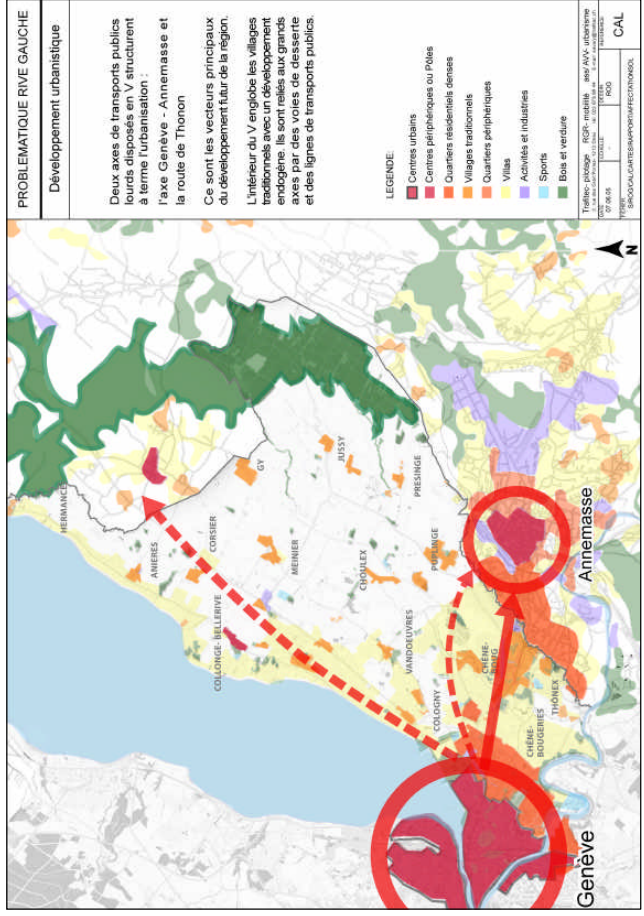 PROBLÉMATIQUE RIVE GAUCHE
Développement urbanistique
Deux axes de transports publics
lourds disposés en V structurent
à terme l'urbanisation :
l'axe Genève - Annemasse et
la route de Thonon
Ce sont les vecteurs principaux
du développement futur de la région.
L'intérieur du V englobe les villages
traditionnels avec un développement
endogène. Ils sont reliés aux grands
axes par des voies de desserte
et des lignes de transports publics.
LEGENDE:
Centres urbains
Centres périphériques ou Pôles
Quartiers résidentiels denses
Villages traditionnels
Quartiers périphériques
Villas
Activités et industries
Sports
Bois et verdure
07.06.05
ROO
CAL
N
HERMANCE
ANIERES
CORSIER
COLLONGE- BELLERIVE
GY
JUSSY
MEINIER
PRESINGE
CHOULEX
PUPLINGE
VANDOEUVRES
COLOGNY
CHÊNE-
BOUG
THÔNEX
CHÊNE-
BOUGERIES
Annemasse
Genève